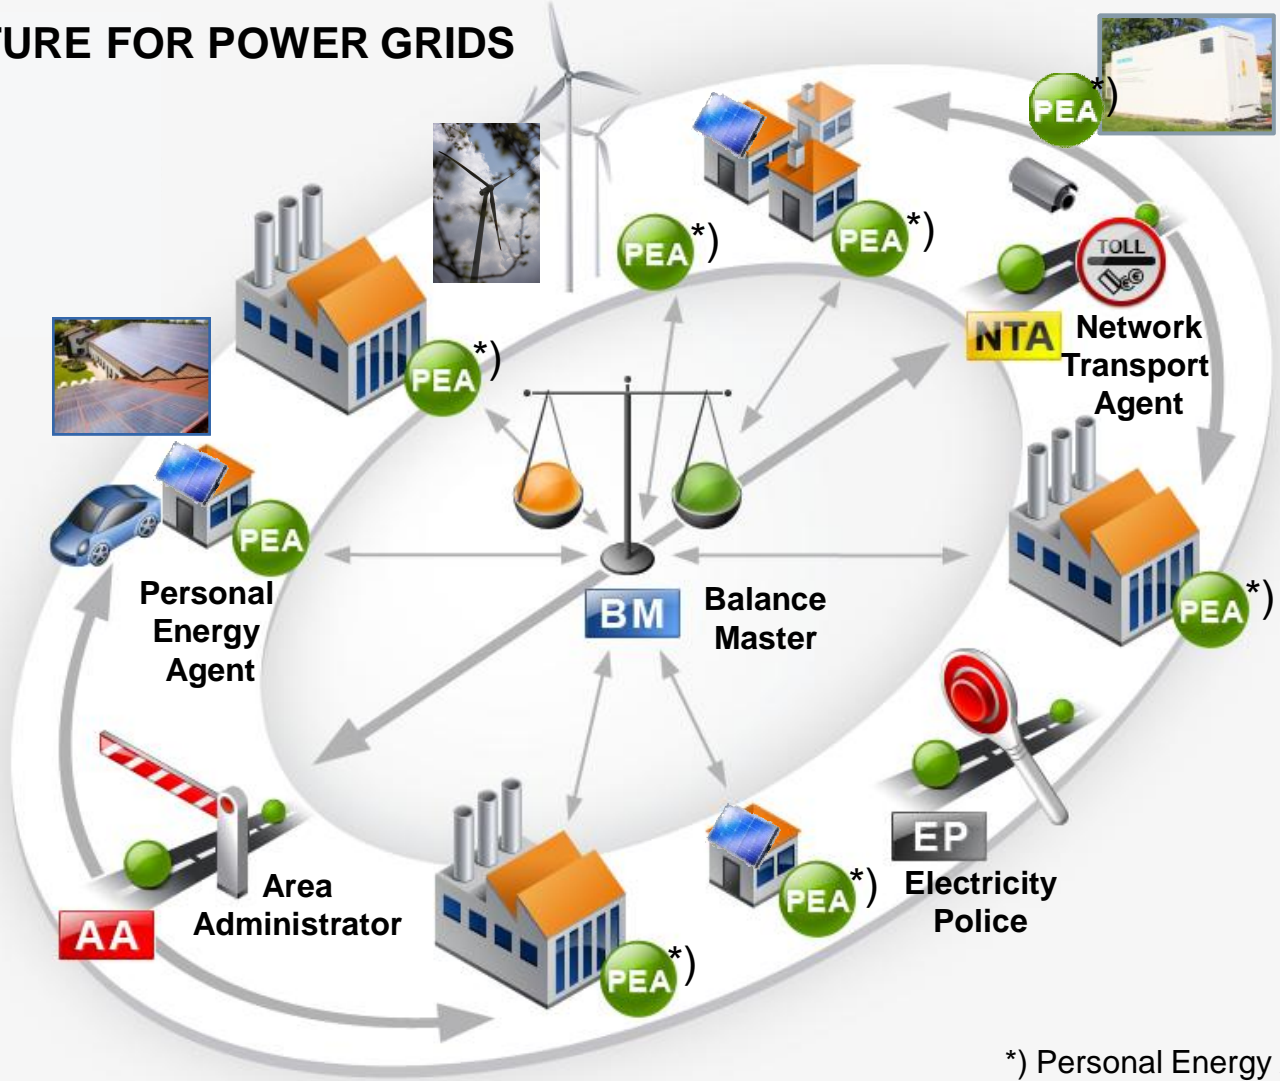 TURE FOR POWER GRIDS
PEA *)
PEA *)
PEA *)
TOLL
NTA Network
Transport
Agent
PEA *)
PEA
Personal
Energy
Agent
BM Balance
Master
PEA *)
EP
Electricity
Police
PEA *)
Area
Administrator
AA
PEA *)
*) Personal Energy